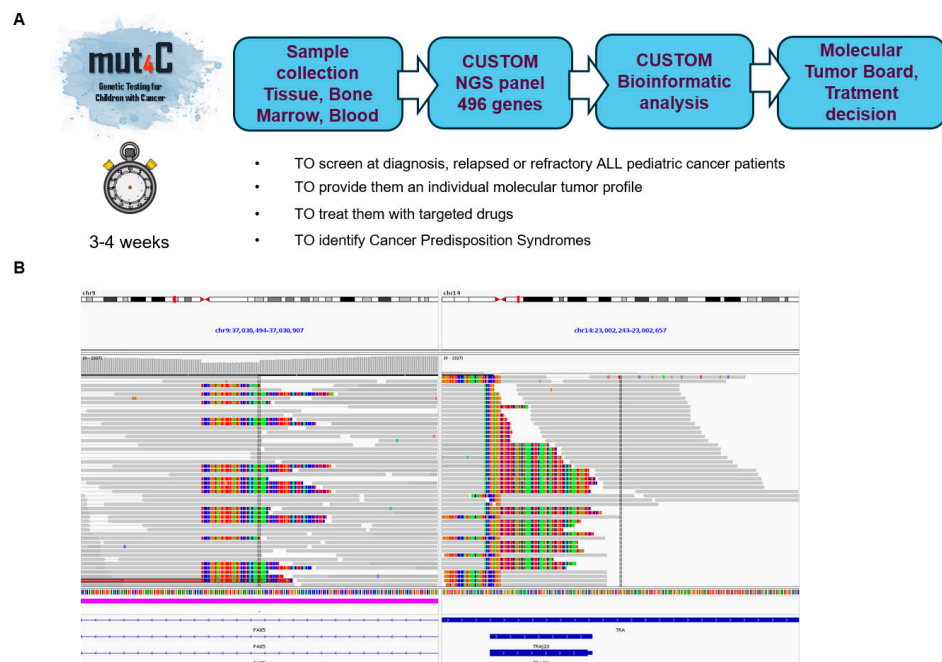 A
mut4C
Genetic Testing for
Children with Cancer
Sample
collection
Tissue, Bone
Marrow, Blood
CUSTOM
NGS panel
496 genes
CUSTOM
Bioinformatic
analysis
Molecular
Tumor Board,
Tratment
decision
3-4 weeks
• TO screen at diagnosis, relapsed or refractory ALL pediatric cancer patients
• TO provide them an individual molecular tumor profile
• TO treat them with targeted drugs
• TO identify Cancer Predisposition Syndromes
B
chr9
chr14
chr9:37,030,494-37,030,907
chr14:23,002,243-23,002,657
PAX5
PAX5
PAX5
TRA
TRAJ10